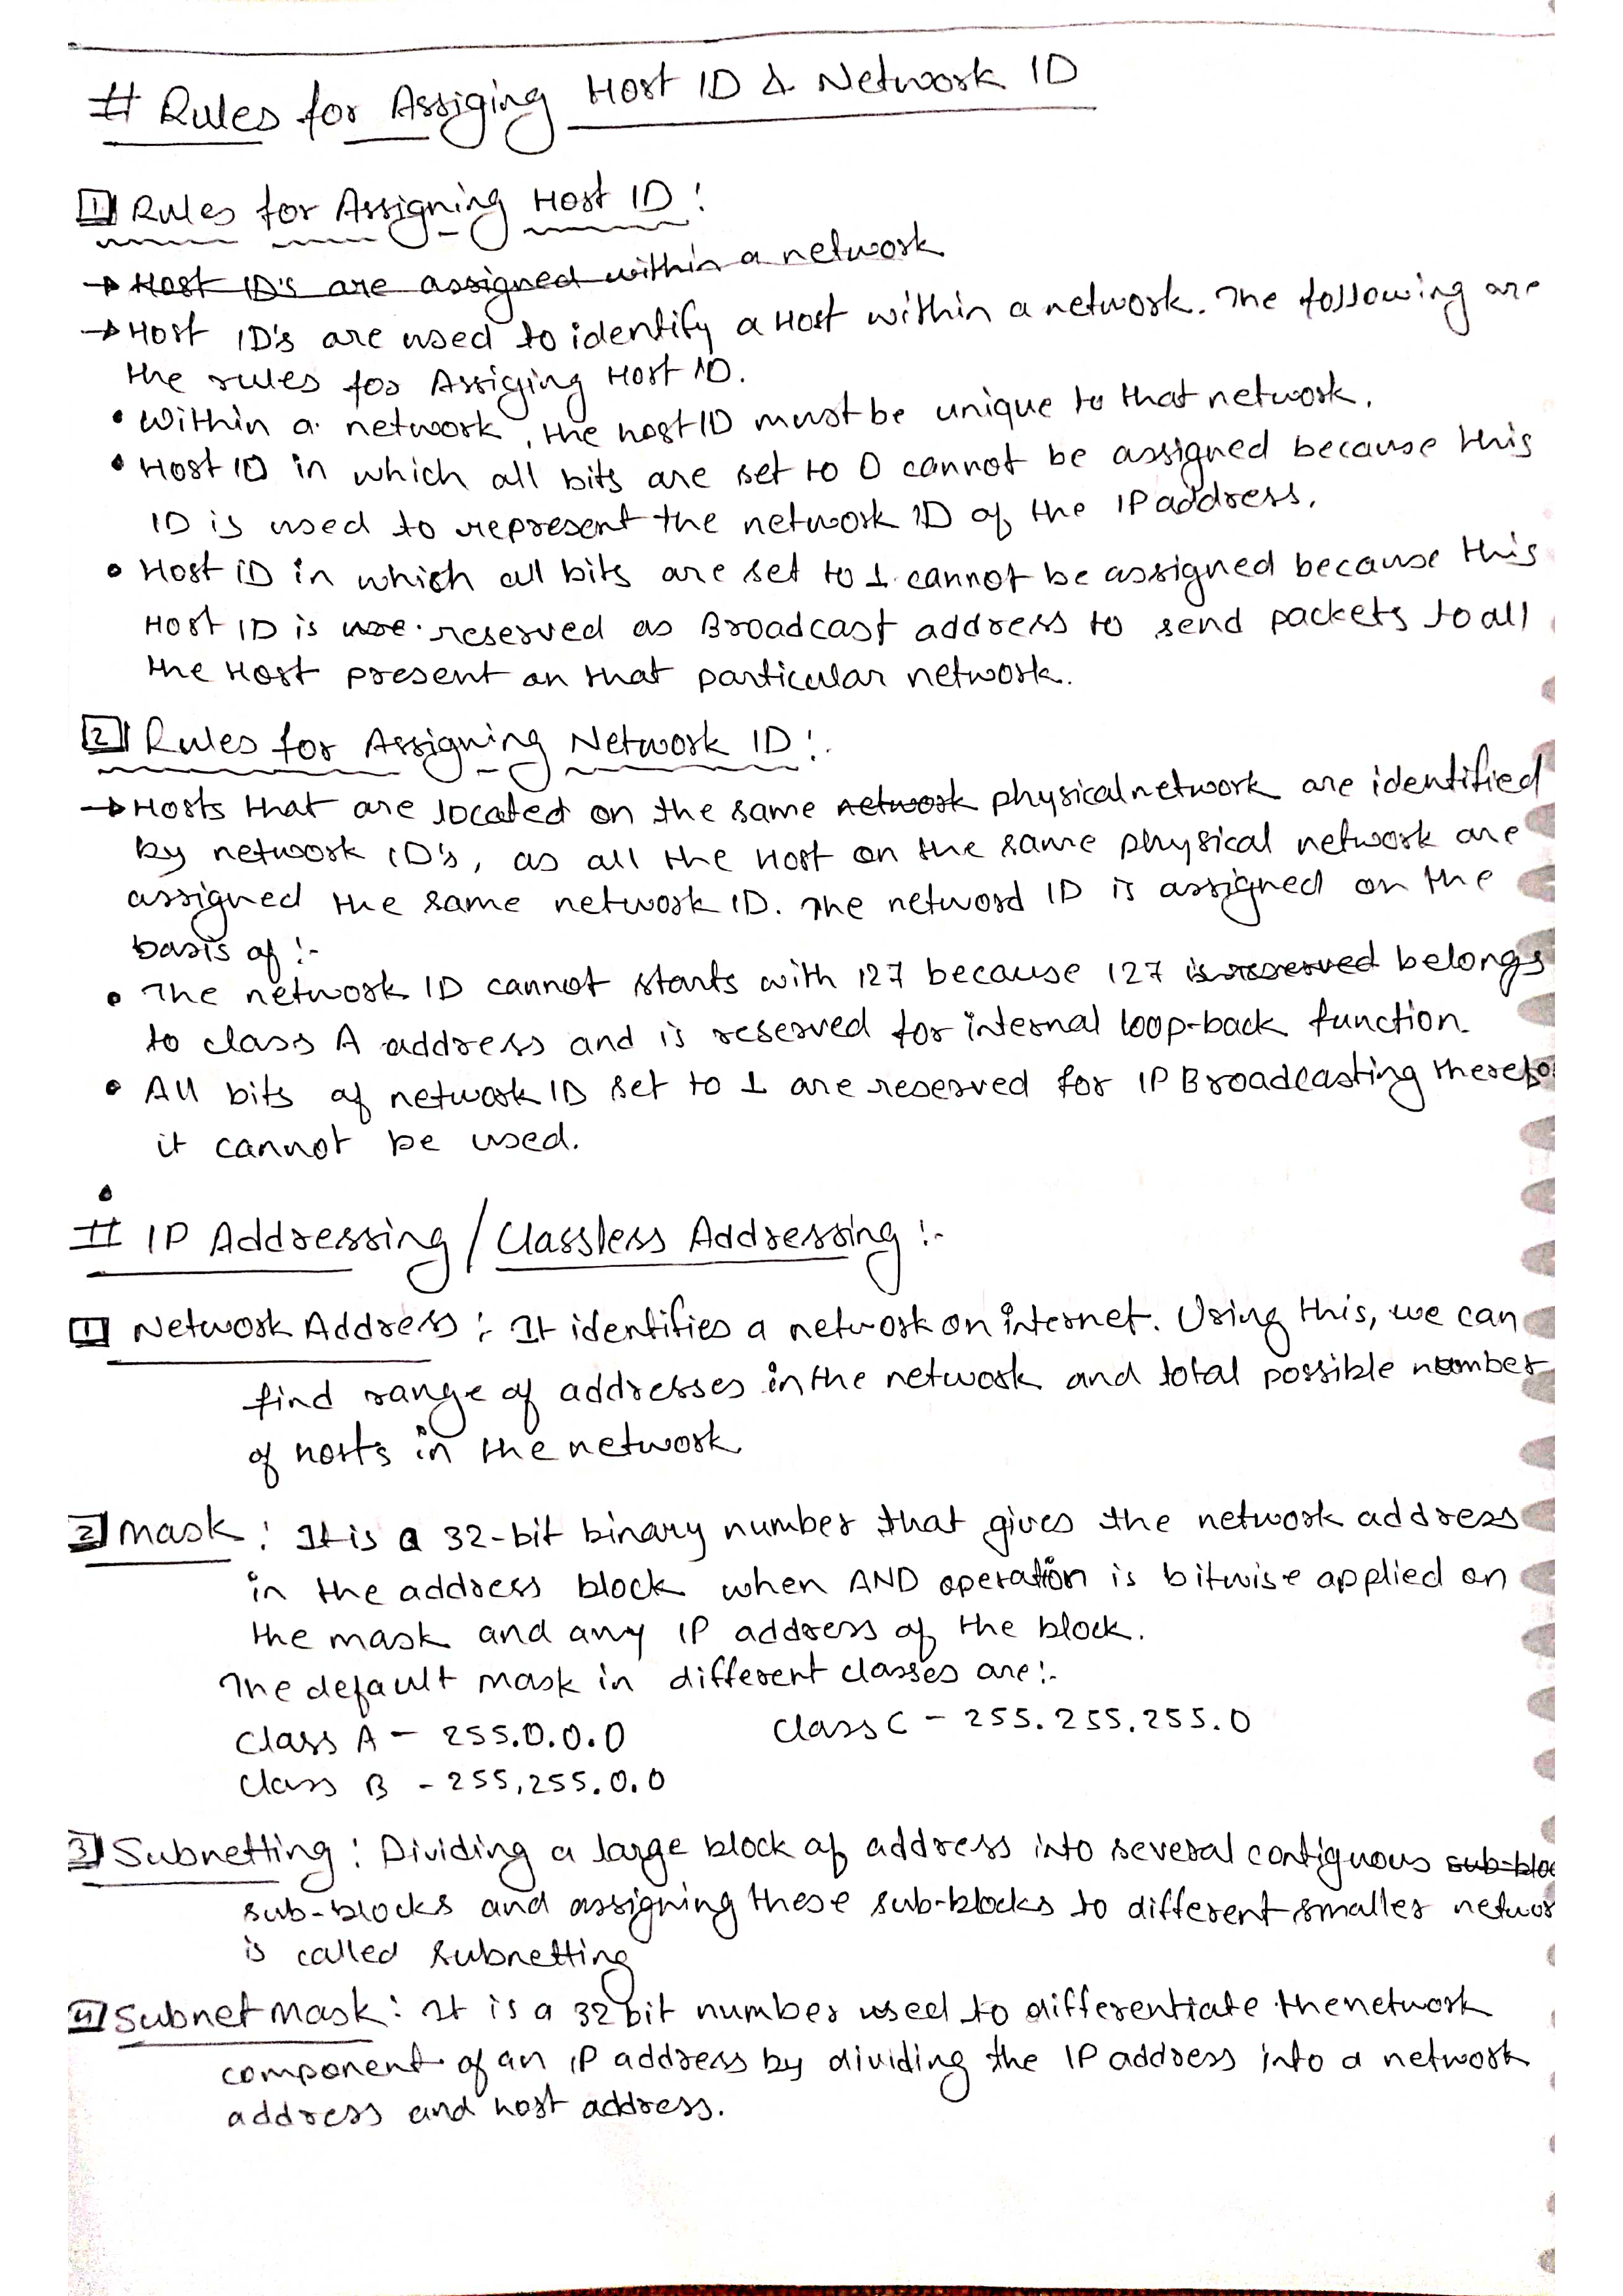 # Rules for Assiging Host ID & Network ID
1 Rules for Assigning Host ID :
→ Host ID's are assigned within a network
→ Host ID's are used to identify a Host within a network. The following are
the rules for Assiging Host ID.
• Within a network, the host ID must be unique to that network.
• Host ID in which all bits are set to 0 cannot be assigned because this
ID is used to represent the network ID of the IP address.
• Host ID in which all bits are set to 1 cannot be assigned because this
Host ID is reserved as Broadcast address to send packets to all
the Host present on that particular network.
2 Rules for Assigning Network ID :-
→ Hosts that are located on the same network physical network are identified
by network ID's, as all the Host on the same physical network are
assigned the same network ID. The netword ID is assigned on the
basis of :-
• The network ID cannot starts with 127 because 127 is reserved belongs
to class A address and is reserved for internal loop-back function
• All bits of network ID set to 1 are reserved for IP Broadcasting therefo
it cannot be used.
# IP Addressing / Classless Addressing :-
1 Network Address : It identifies a network on internet. Using this, we can
find range of addresses in the network and total possible number
of hosts in the network
2 Mask : It is a 32-bit binary number that gives the network address
in the address block when AND operation is bitwise applied on
the mask and any IP address of the block.
The default mask in different classes are :-
Class A - 255.0.0.0 Class C - 255.255.255.0
Class B - 255.255.0.0
3 Subnetting : Dividing a large block of address into several contiguous sub-bloc
sub-blocks and assigning these sub-blocks to different smaller networ
is called subnetting
4 Subnet mask : It is a 32 bit number used to differentiate the network
component of an IP address by dividing the IP address into a network
address and host address.